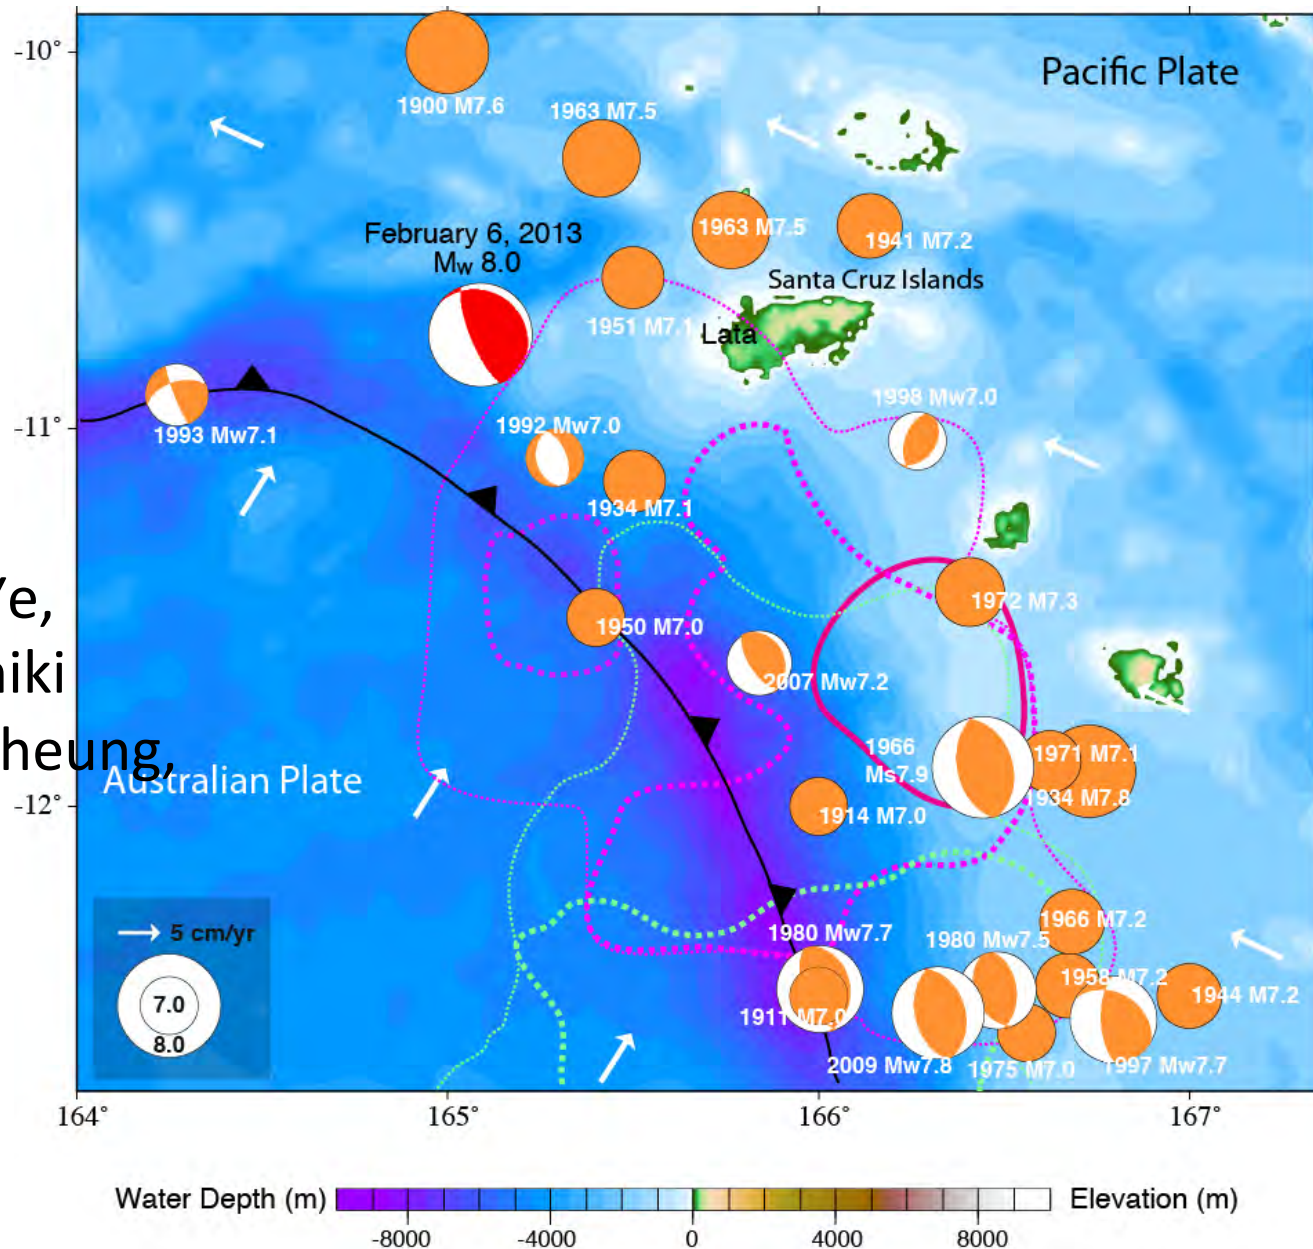 -10°
Pacific Plate
1900 M7.6
1963 M7.5
1963 M7.5
1941 M7.2
February 6, 2013
Mw 8.0
Santa Cruz Islands
1951 M7.1
Lata
1998 Mw7.0
-11°
1993 Mw7.1
1992 Mw7.0
1934 M7.1
Ye,
1972 M7.3
1950 M7.0
niki
2007 Mw7.2
heung,
1966
Ms7.9
1971 M7.1
Australian Plate
1934 M7.8
-12°
1914 M7.0
1966 M7.2
5 cm/yr
1980 Mw7.7
1980 Mw7.5
1958 M7.2
1944 M7.2
7.0
1911 M7.0
8.0
2009 Mw7.8
1975 M7.0
1997 Mw7.7
164°
165°
166°
167°
Water Depth (m)
Elevation (m)
-8000
-4000
0
4000
8000